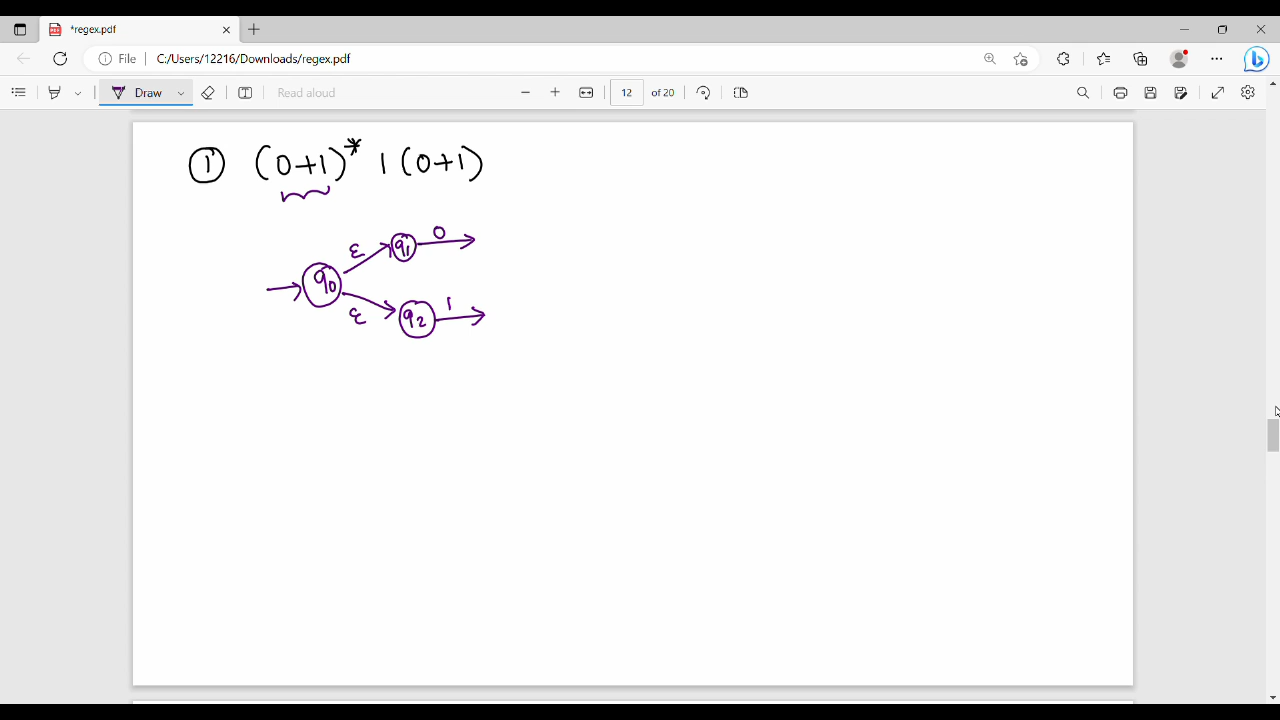 *regex.pdf
File C:/Users/12216/Downloads/regex.pdf
Draw Read aloud 12 of 20
① (0+1)* 1 (0+1)
ε q1 0
q0
ε q2 1